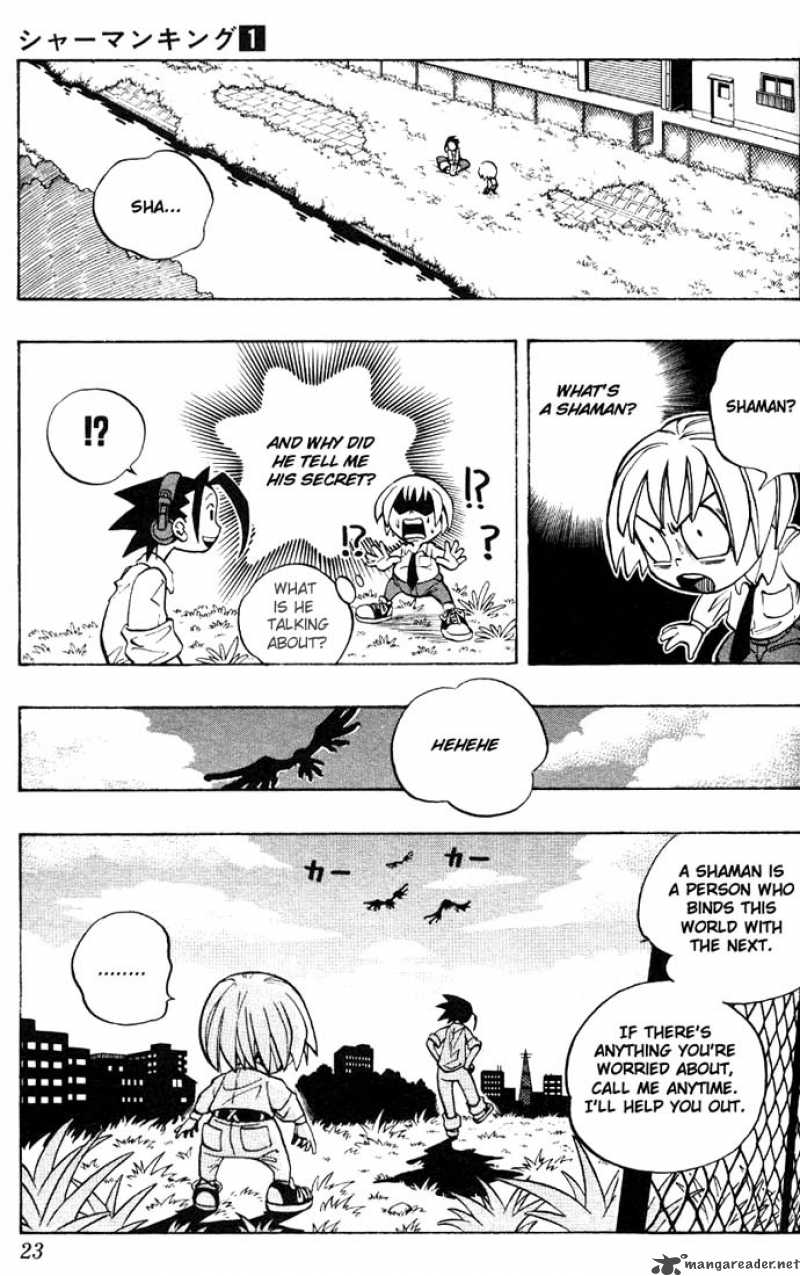 シャーマンキング1
SHA...
SHAMAN?
WHAT'S
A SHAMAN?
AND WHY DID
HE TELL ME
HIS SECRET?
!?
!?
!?
?
WHAT
IS HE
TALKING
ABOUT?
HEHEHE
A SHAMAN IS
A PERSON WHO
BINDS THIS
WORLD WITH
THE NEXT.
IF THERE'S
ANYTHING YOU'RE
WORRIED ABOUT,
CALL ME ANYTIME.
I'LL HELP YOU OUT.
カー
カー
........
23
mangareader.net